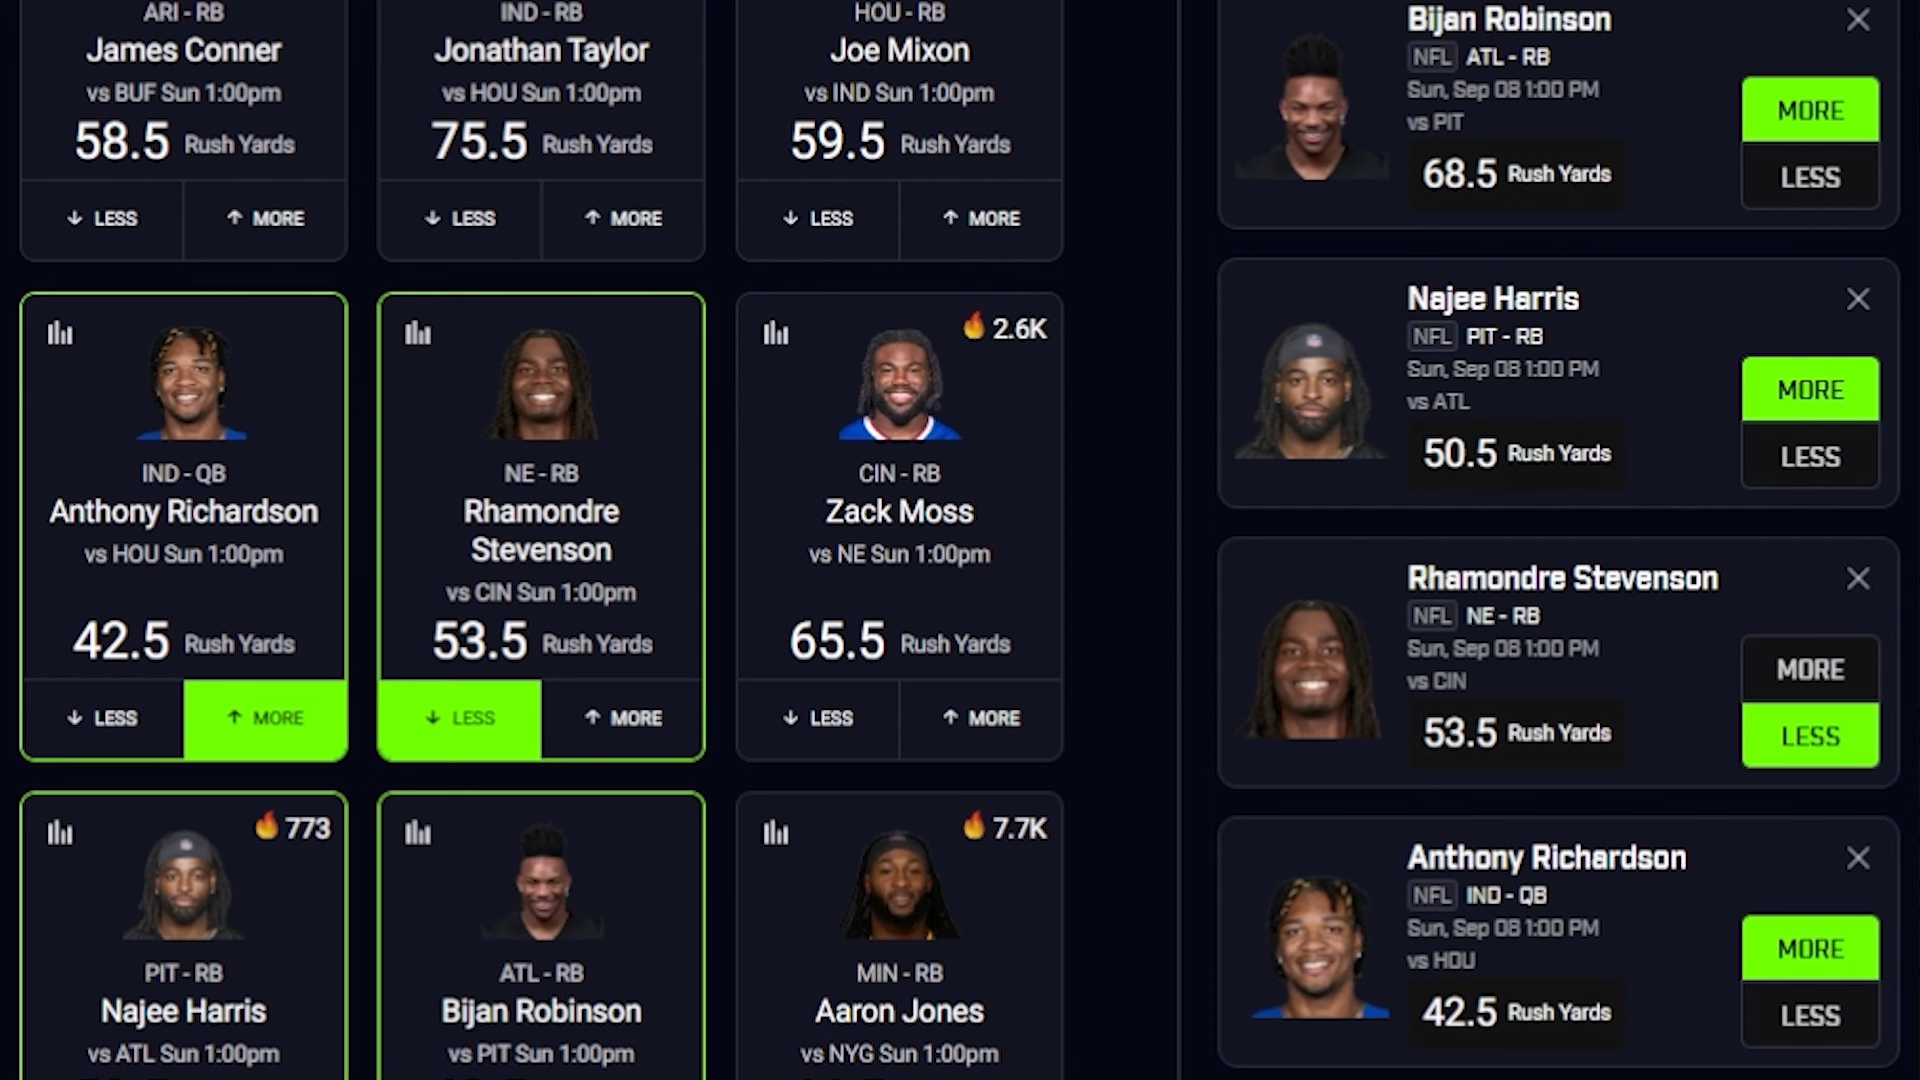 ARI - RB
James Conner
vs BUF Sun 1:00pm
58.5 Rush Yards
LESS
MORE
IND - RB
Jonathan Taylor
vs HOU Sun 1:00pm
75.5 Rush Yards
LESS
MORE
HOU - RB
Joe Mixon
vs IND Sun 1:00pm
59.5 Rush Yards
LESS
MORE
IND - QB
Anthony Richardson
vs HOU Sun 1:00pm
42.5 Rush Yards
LESS
MORE
NE - RB
Rhamondre
Stevenson
vs CIN Sun 1:00pm
53.5 Rush Yards
LESS
MORE
2.6K
CIN - RB
Zack Moss
vs NE Sun 1:00pm
65.5 Rush Yards
LESS
MORE
773
PIT - RB
Najee Harris
vs ATL Sun 1:00pm
ATL - RB
Bijan Robinson
vs PIT Sun 1:00pm
7.7K
MIN - RB
Aaron Jones
vs NYG Sun 1:00pm
Bijan Robinson
NFL ATL - RB
Sun, Sep 08 1:00 PM
vs PIT
68.5 Rush Yards
MORE
LESS
Najee Harris
NFL PIT - RB
Sun, Sep 08 1:00 PM
vs ATL
50.5 Rush Yards
MORE
LESS
Rhamondre Stevenson
NFL NE - RB
Sun, Sep 08 1:00 PM
vs CIN
53.5 Rush Yards
MORE
LESS
Anthony Richardson
NFL IND - QB
Sun, Sep 08 1:00 PM
vs HOU
42.5 Rush Yards
MORE
LESS